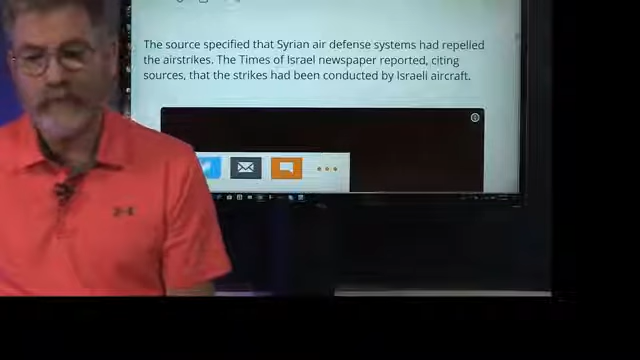 The source specified that Syrian air defense systems had repelled
the airstrikes. The Times of Israel newspaper reported, citing
sources, that the strikes had been conducted by Israeli aircraft.